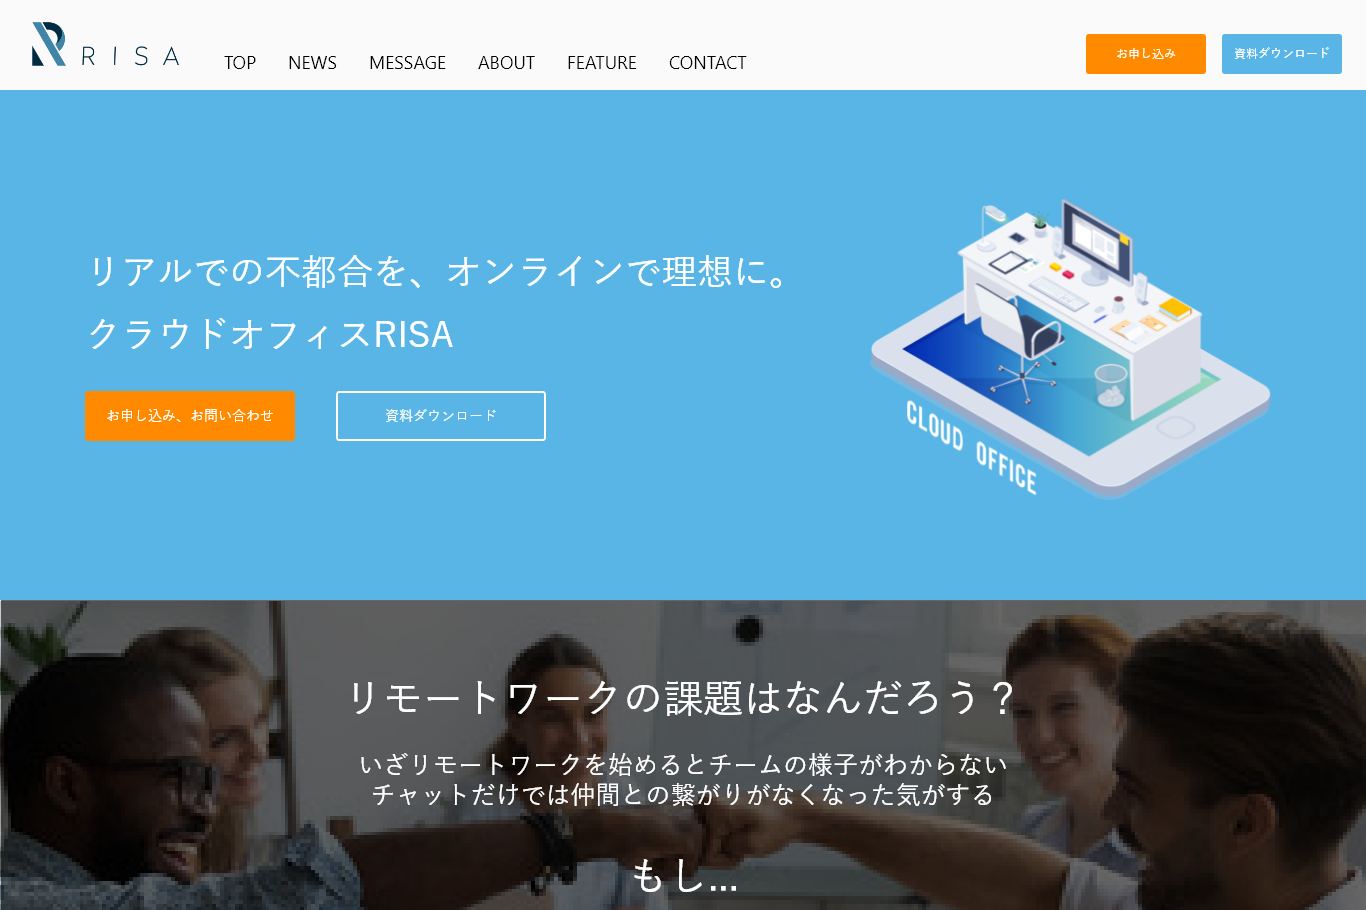 RISA
TOP NEWS MESSAGE ABOUT FEATURE CONTACT
お申し込み 資料ダウンロード
リアルでの不都合を、オンラインで理想に。
クラウドオフィスRISA
お申し込み、お問い合わせ 資料ダウンロード
CLOUD OFFICE
リモートワークの課題はなんだろう？
いざリモートワークを始めるとチームの様子がわからない
チャットだけでは仲間との繋がりがなくなった気がする
もし...